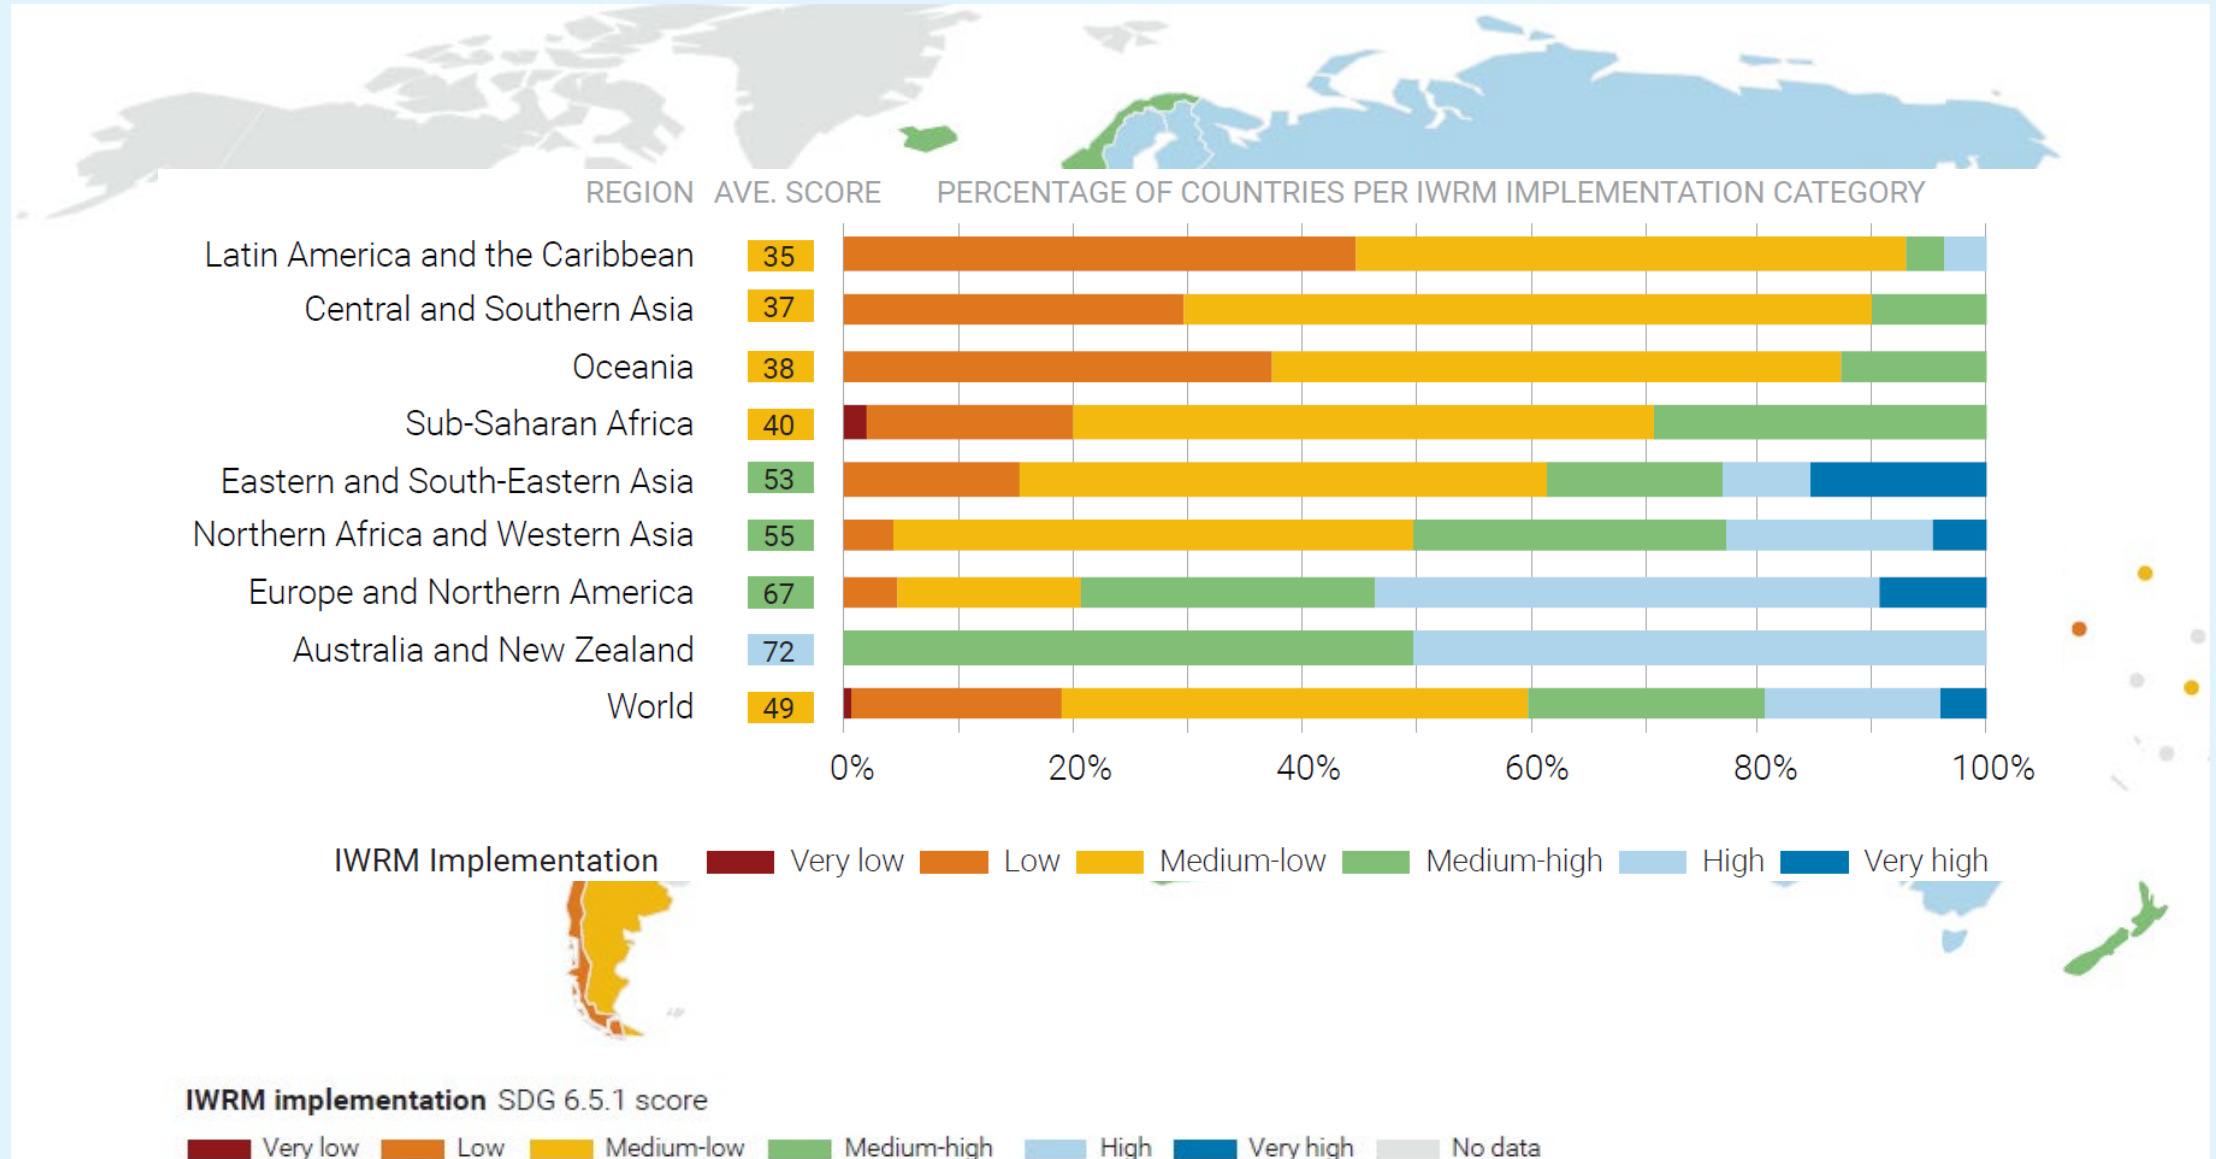 REGION AVE. SCORE PERCENTAGE OF COUNTRIES PER IWRM IMPLEMENTATION CATEGORY
Latin America and the Caribbean 35
Central and Southern Asia 37
Oceania 38
Sub-Saharan Africa 40
Eastern and South-Eastern Asia 53
Northern Africa and Western Asia 55
Europe and Northern America 67
Australia and New Zealand 72
World 49
0% 20% 40% 60% 80% 100%
IWRM Implementation Very low Low Medium-low Medium-high High Very high
IWRM implementation SDG 6.5.1 score
Very low Low Medium-low Medium-high High Very high No data